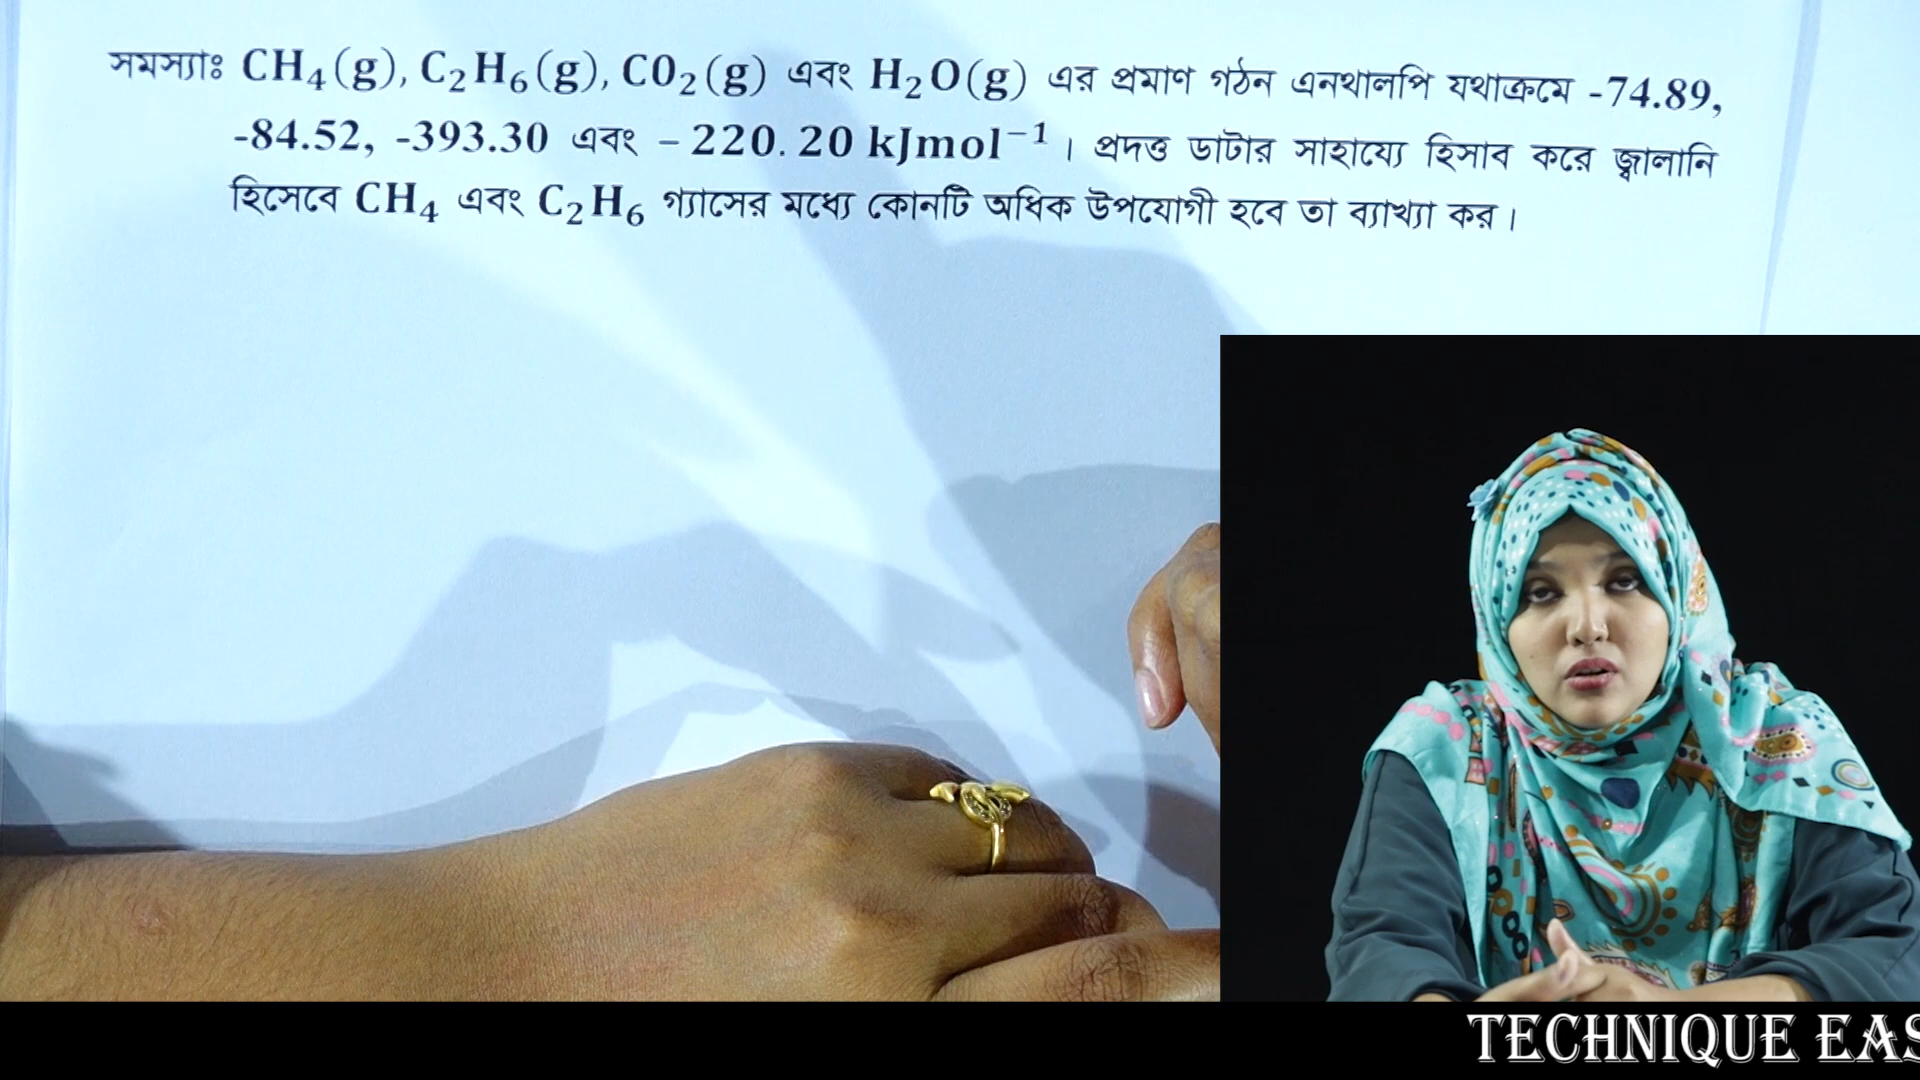 সমস্যাঃ CH₄(g), C₂H₆(g), CO₂(g) এবং H₂O(g) এর প্রমাণ গঠন এনথালপি যথাক্রমে -74.89,
-84.52, -393.30 এবং − 220. 20 kJmol⁻¹ । প্রদত্ত ডাটার সাহায্যে হিসাব করে জ্বালানি
হিসেবে CH₄ এবং C₂H₆ গ্যাসের মধ্যে কোনটি অধিক উপযোগী হবে তা ব্যাখ্যা কর ।
TECHNIQUE EAS